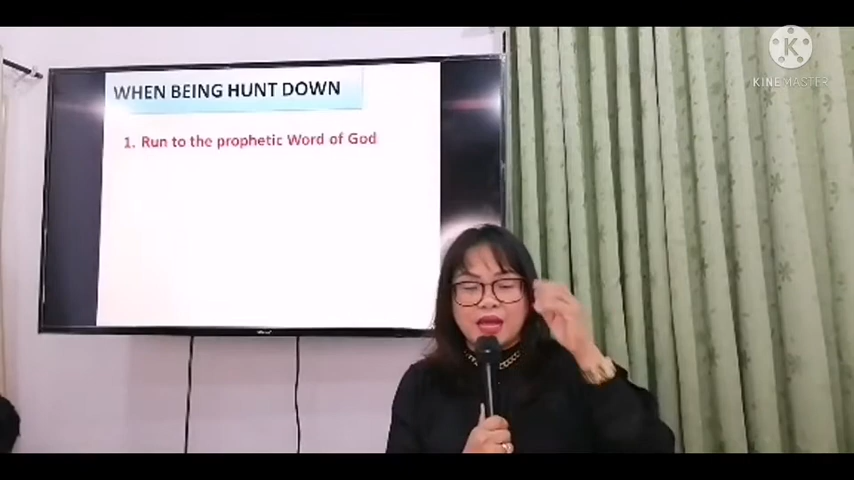 WHEN BEING HUNT DOWN
1. Run to the prophetic Word of God
K
KINEMASTER